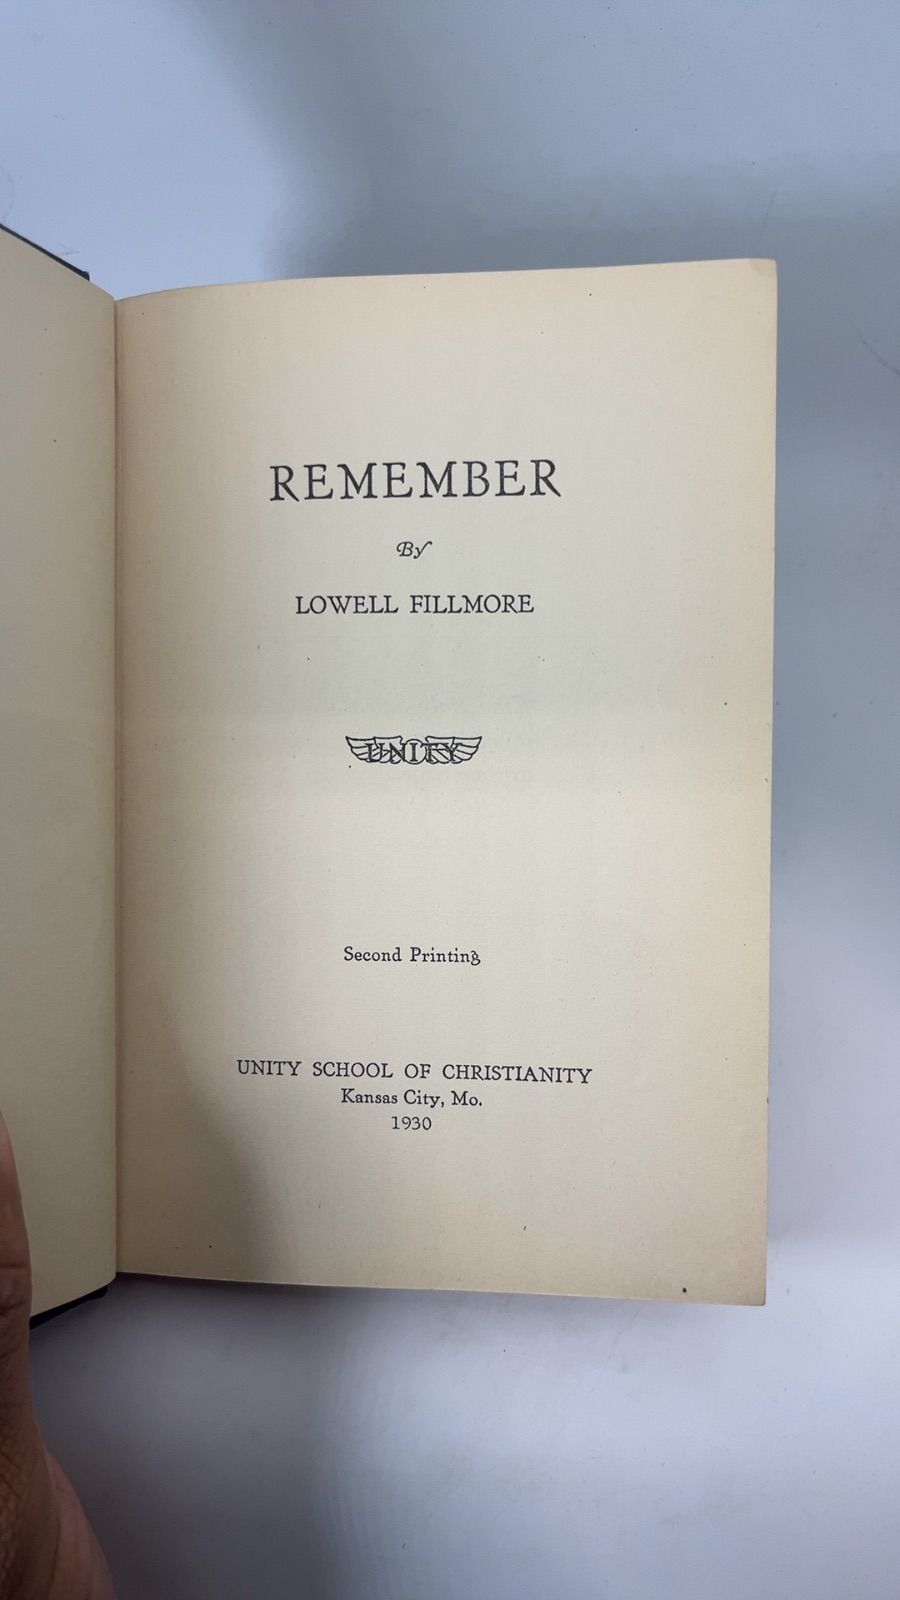 REMEMBER
By
LOWELL FILLMORE
UNITY
Second Printing
UNITY SCHOOL OF CHRISTIANITY
Kansas City, Mo.
1930